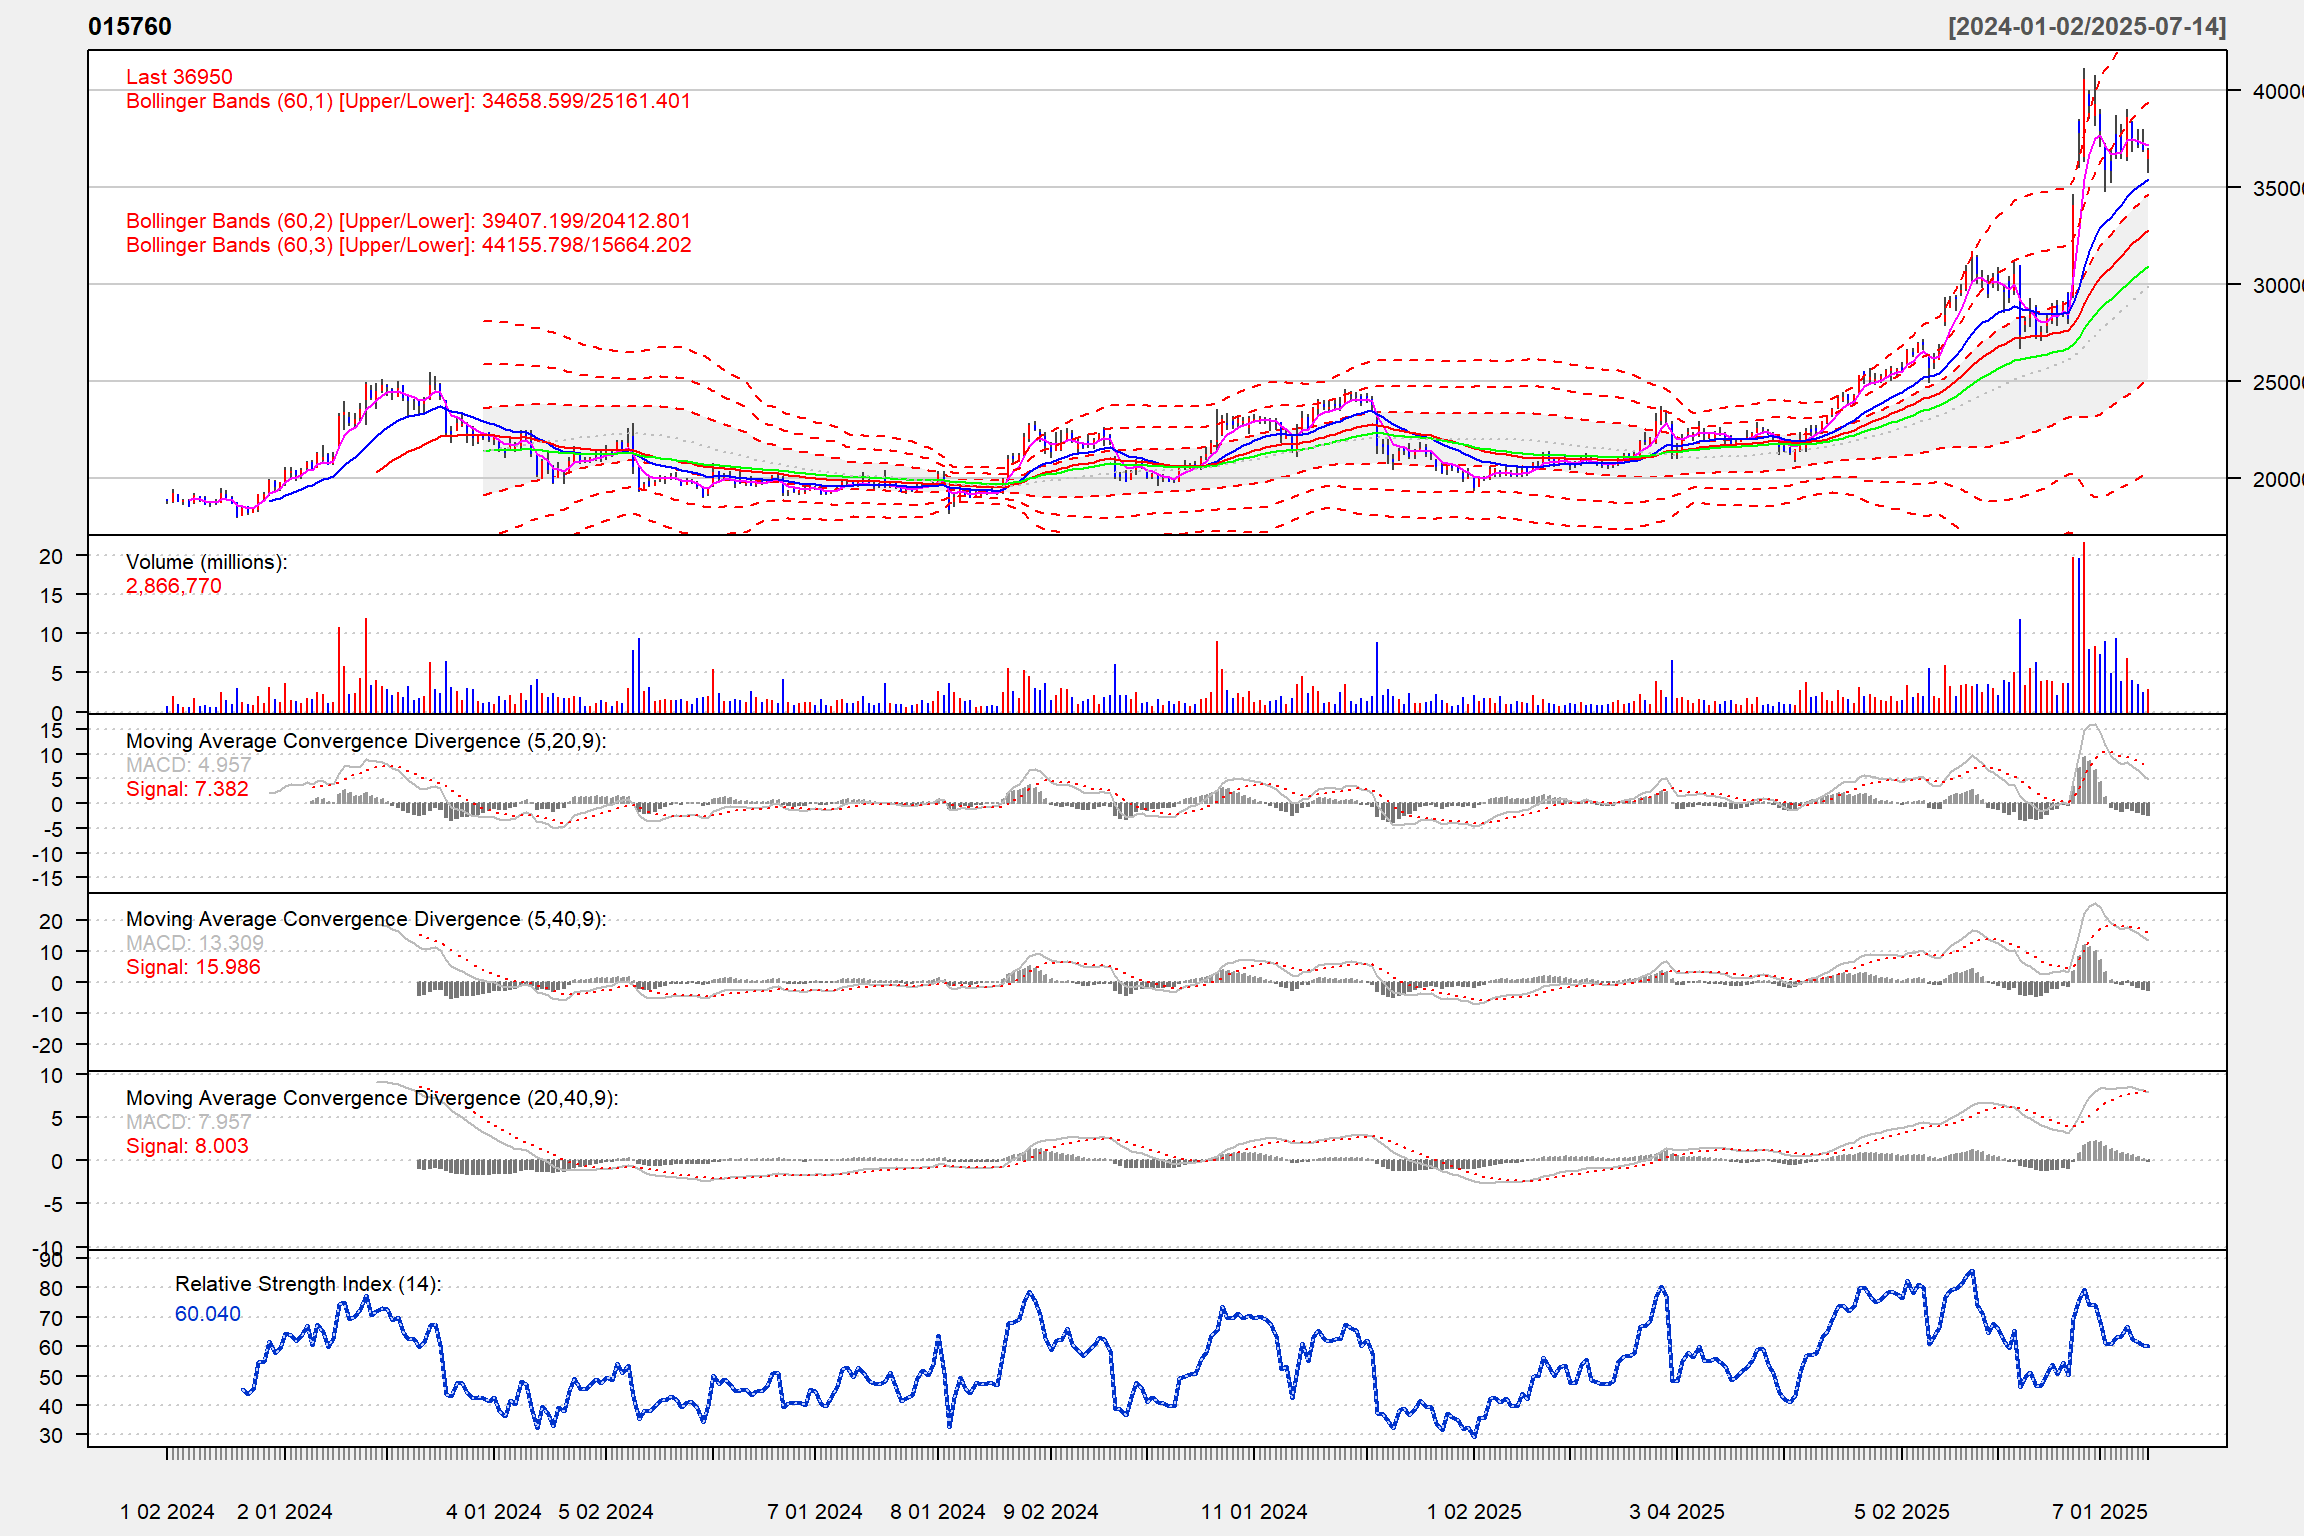 015760 [2024-01-02/2025-07-14]
Last 36950
Bollinger Bands (60,1) [Upper/Lower]: 34658.599/25161.401
Bollinger Bands (60,2) [Upper/Lower]: 39407.199/20412.801
Bollinger Bands (60,3) [Upper/Lower]: 44155.798/15664.202
40000
35000
30000
25000
20000
Volume (millions):
2,866,770
20
15
10
5
0
Moving Average Convergence Divergence (5,20,9):
MACD: 4.957
Signal: 7.382
15
10
5
0
-5
-10
-15
Moving Average Convergence Divergence (5,40,9):
MACD: 13.309
Signal: 15.986
20
10
0
-10
-20
Moving Average Convergence Divergence (20,40,9):
MACD: 7.957
Signal: 8.003
10
5
0
-5
-10
Relative Strength Index (14):
60.040
90
80
70
60
50
40
30
1 02 2024 2 01 2024 4 01 2024 5 02 2024 7 01 2024 8 01 2024 9 02 2024 11 01 2024 1 02 2025 3 04 2025 5 02 2025 7 01 2025